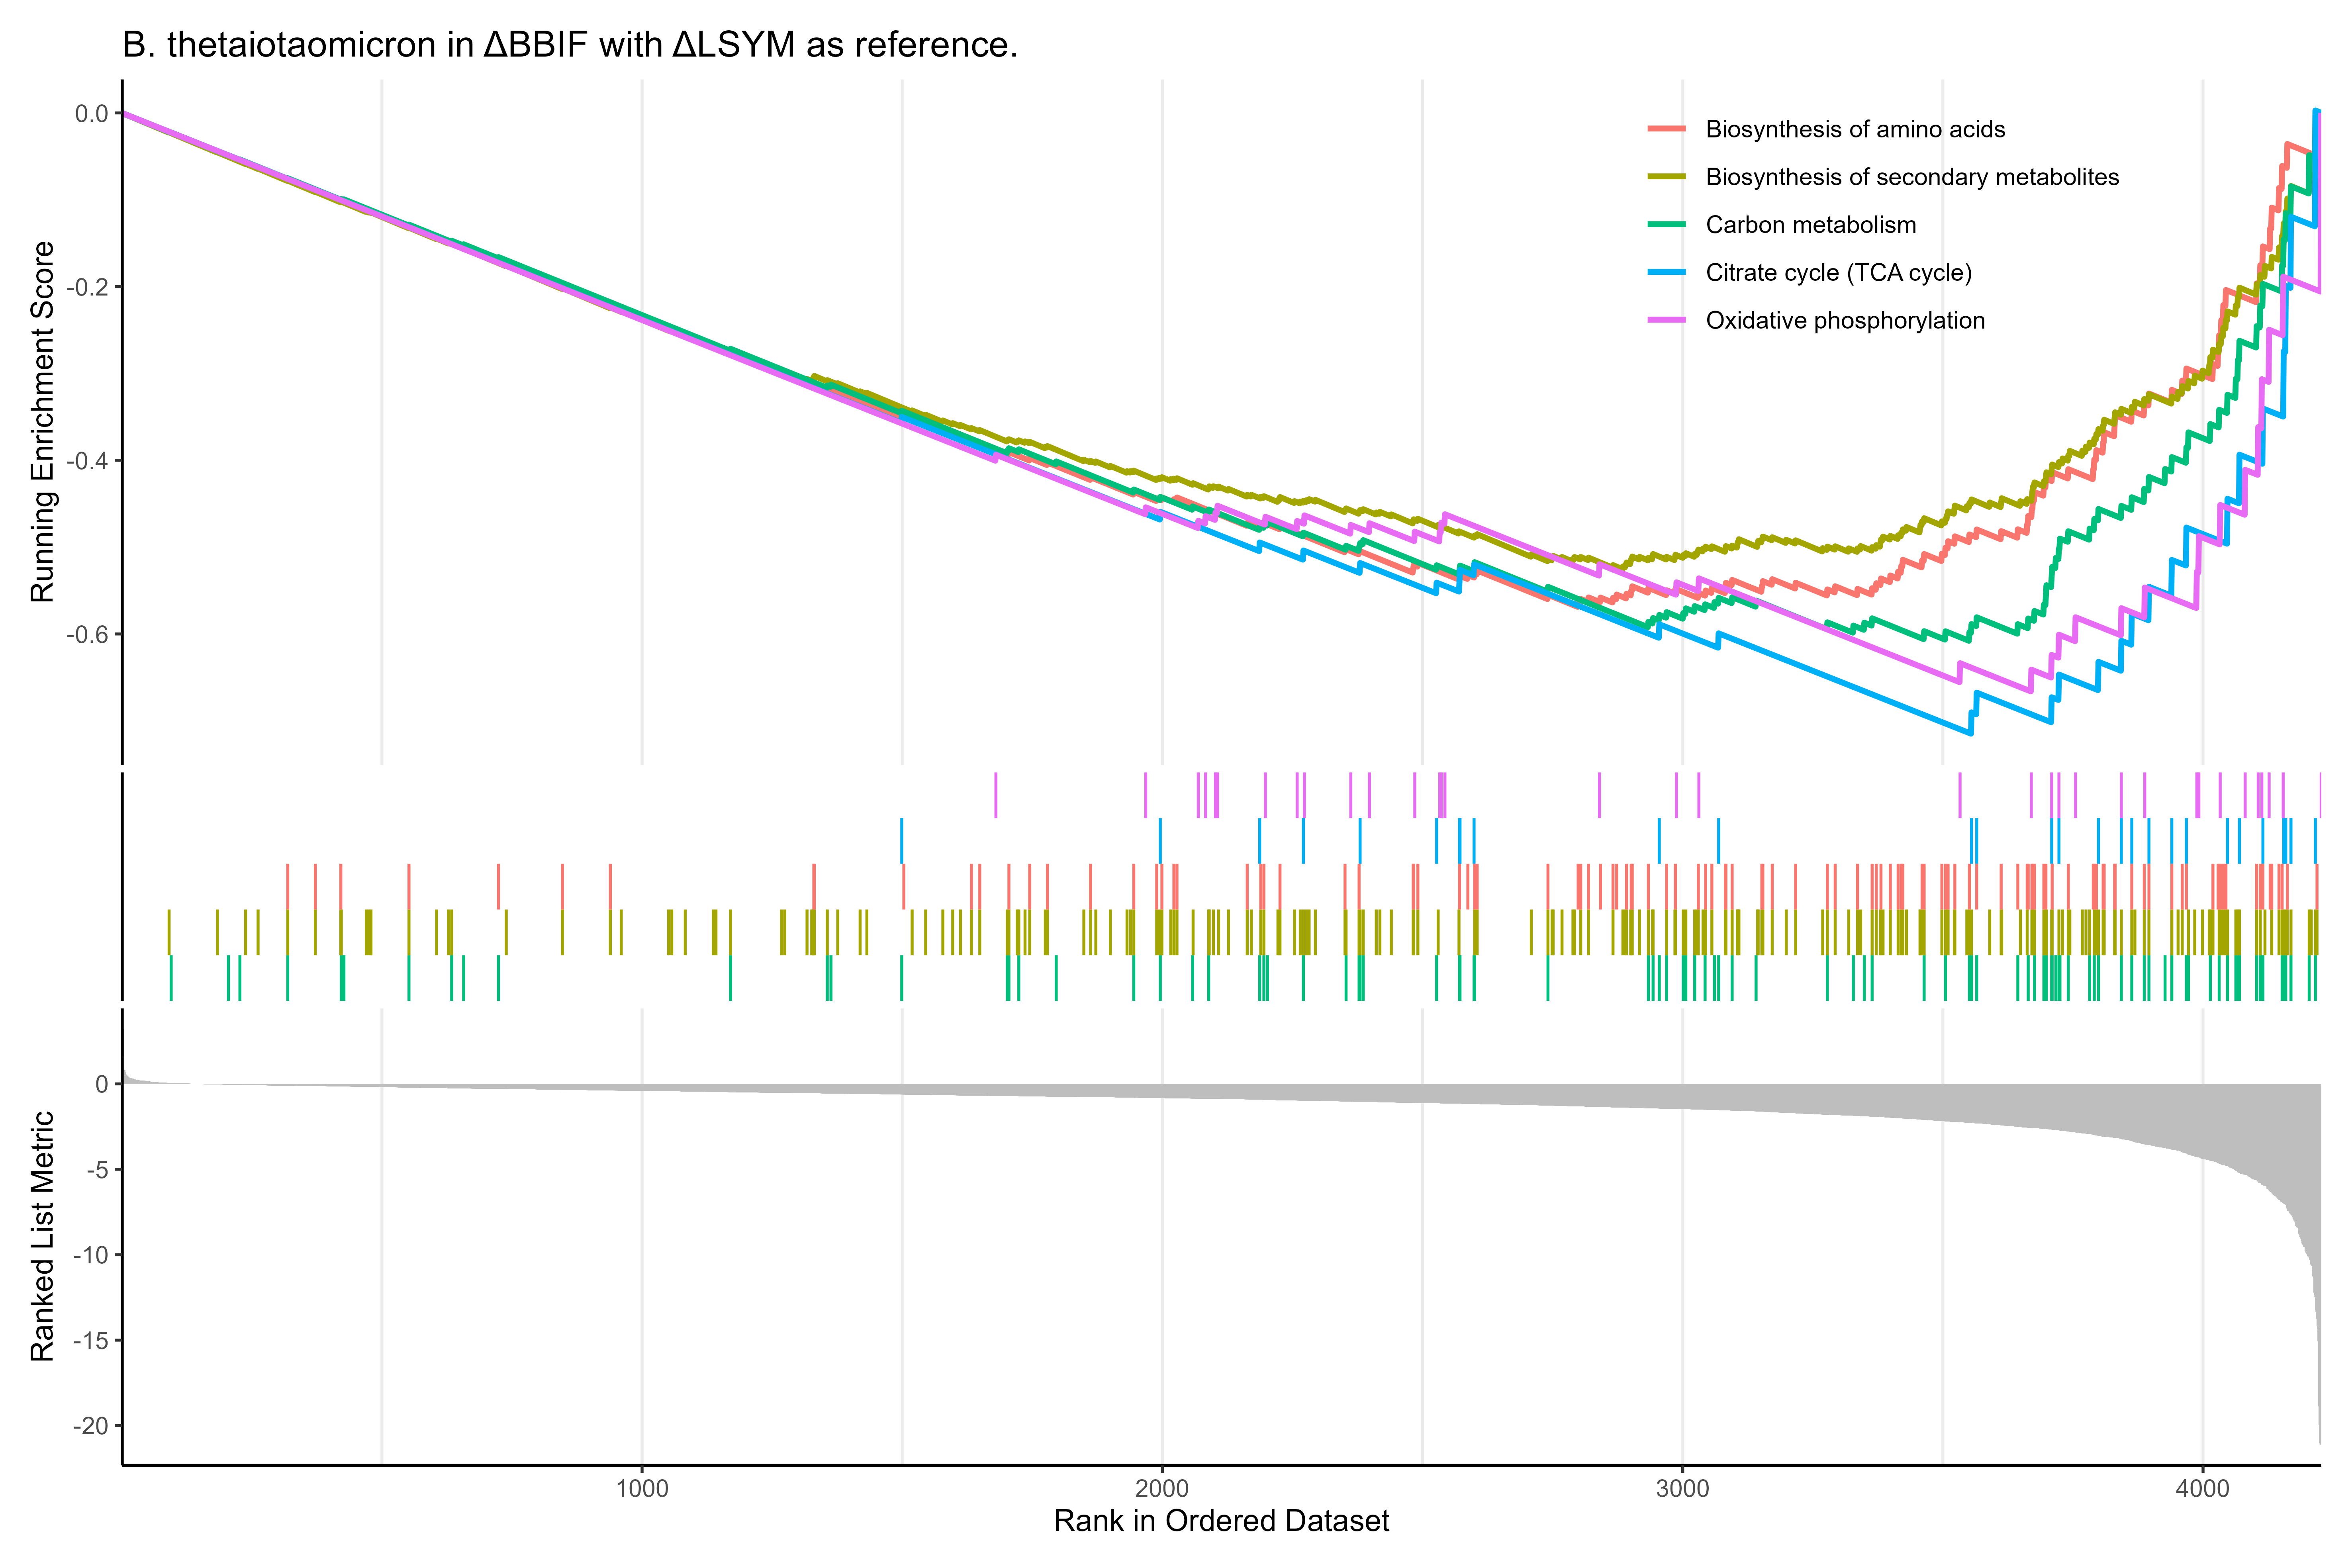 B. thetaiotaomicron in ΔBBIF with ΔLSYM as reference.
Running Enrichment Score
0.0
-0.2
-0.4
-0.6
Biosynthesis of amino acids
Biosynthesis of secondary metabolites
Carbon metabolism
Citrate cycle (TCA cycle)
Oxidative phosphorylation
Ranked List Metric
0
-5
-10
-15
-20
1000 2000 3000 4000
Rank in Ordered Dataset